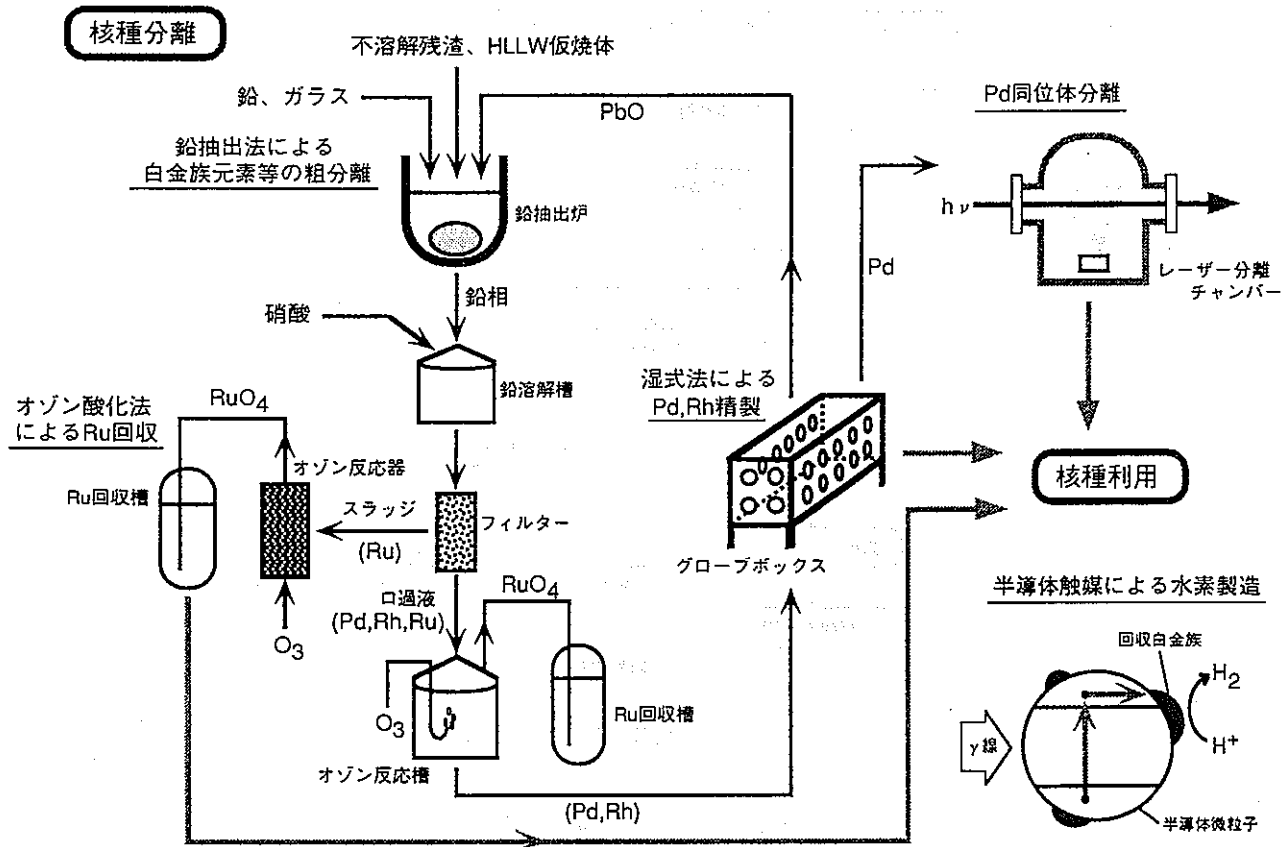 核種分離
不溶解残渣、HLLW仮焼体
鉛、ガラス
PbO
鉛抽出法による
白金族元素等の粗分離
鉛抽出炉
鉛相
硝酸
鉛溶解槽
オゾン酸化法
によるRu回収
RuO4
オゾン反応器
Ru回収槽
スラッジ
(Ru)
フィルター
O3
ロ過液
(Pd,Rh,Ru)
RuO4
O3
Ru回収槽
オゾン反応槽
(Pd,Rh)
湿式法による
Pd,Rh精製
グローブボックス
Pd
Pd同位体分離
hν
レーザー分離
チャンバー
核種利用
半導体触媒による水素製造
回収白金族
H2
H+
γ線
半導体微粒子